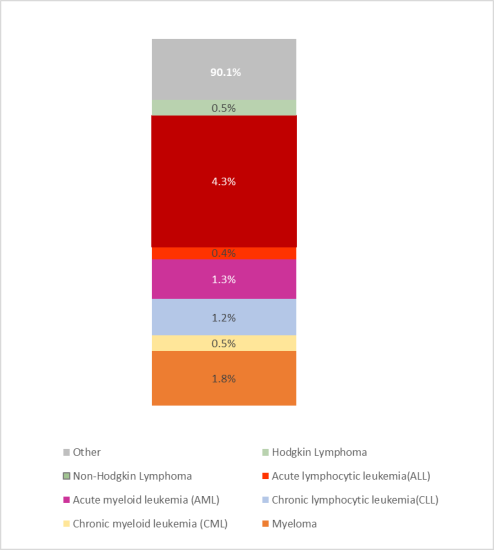 90.1%
0.5%
4.3%
0.4%
1.3%
1.2%
0.5%
1.8%
Other
Hodgkin Lymphoma
Non-Hodgkin Lymphoma
Acute lymphocytic leukemia(ALL)
Acute myeloid leukemia (AML)
Chronic lymphocytic leukemia(CLL)
Chronic myeloid leukemia (CML)
Myeloma